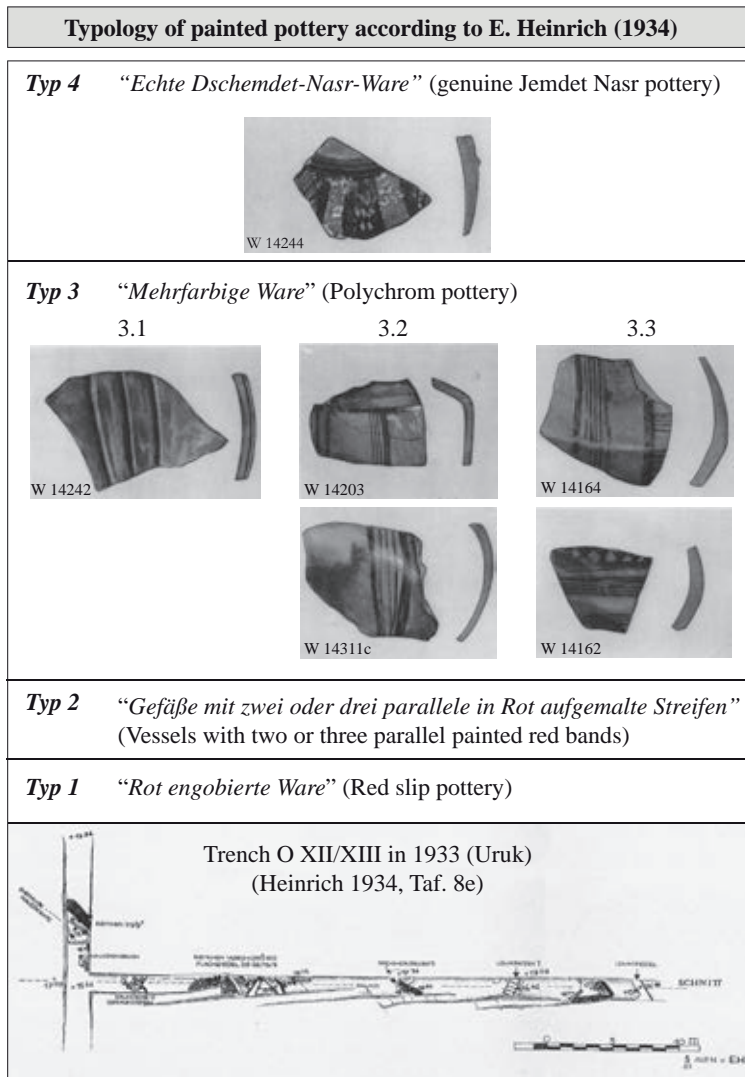 Typology of painted pottery according to E. Heinrich (1934)
Typ 4 “Echte Dschemdet-Nasr-Ware” (genuine Jemdet Nasr pottery)
W 14244
Typ 3 “Mehrfarbige Ware” (Polychrom pottery)
3.1 3.2 3.3
W 14242 W 14203 W 14164
W 14311c W 14162
Typ 2 “Gefäße mit zwei oder drei parallele in Rot aufgemalte Streifen”
(Vessels with two or three parallel painted red bands)
Typ 1 “Rot engobierte Ware” (Red slip pottery)
Trench O XII/XIII in 1933 (Uruk)
(Heinrich 1934, Taf. 8e)
SCHNITT